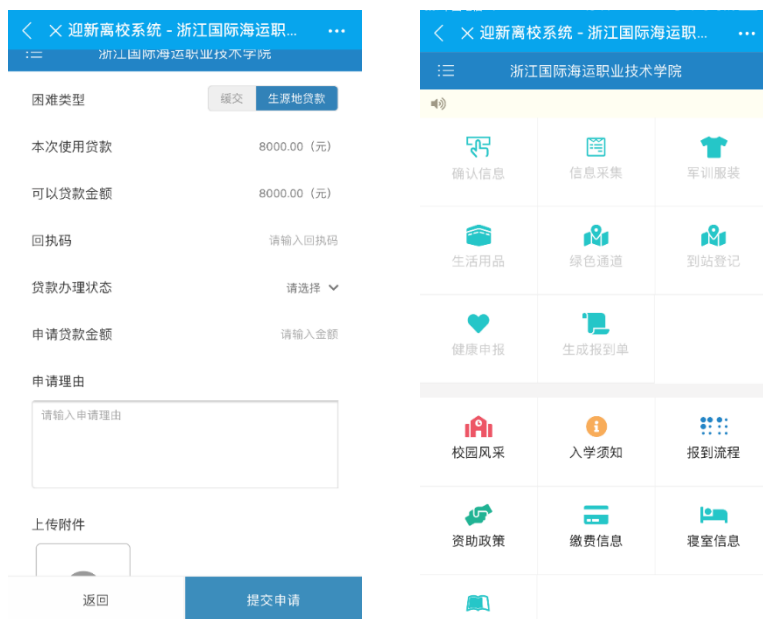 迎新离校系统 - 浙江国际海运职...
浙江国际海运职业技术学院
困难类型
缓交 生源地贷款
本次使用贷款 8000.00（元）
可以贷款金额 8000.00（元）
回执码 请输入回执码
贷款办理状态 请选择
申请贷款金额 请输入金额
申请理由
请输入申请理由
上传附件
返回 提交申请
迎新离校系统 - 浙江国际海运职...
浙江国际海运职业技术学院
确认信息 信息采集 军训服装
生活用品 绿色通道 到站登记
健康申报 生成报到单
校园风采 入学须知 报到流程
资助政策 缴费信息 寝室信息